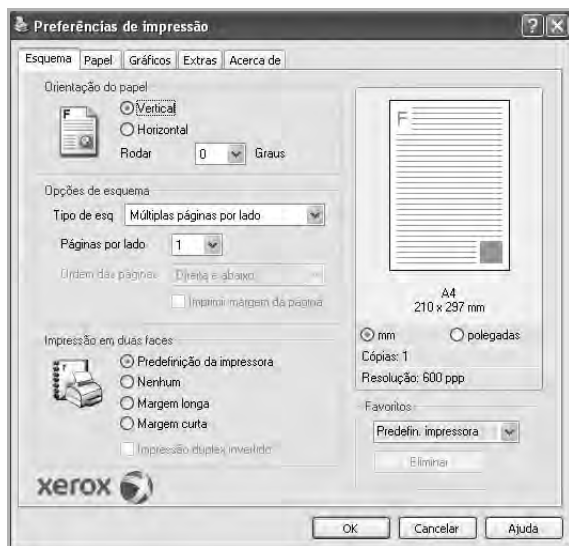 Preferências de impressão
Esquema Papel Gráficos Extras Acerca de
Orientação do papel
F
Vertical
Horizontal
Rodar 0 Graus
Opções de esquema
Tipo de esq Múltiplas páginas por lado
Páginas por lado 1
Ordem das páginas Direita e abaixo
Imprimir margem da página
Impressão em duas faces
Predefinição da impressora
Nenhum
Margem longa
Margem curta
Impressão duplex invertido
xerox
F
A4
210 x 297 mm
mm polegadas
Cópias: 1
Resolução: 600 ppp
Favoritos
Predefin. impressora
Eliminar
OK Cancelar Ajuda